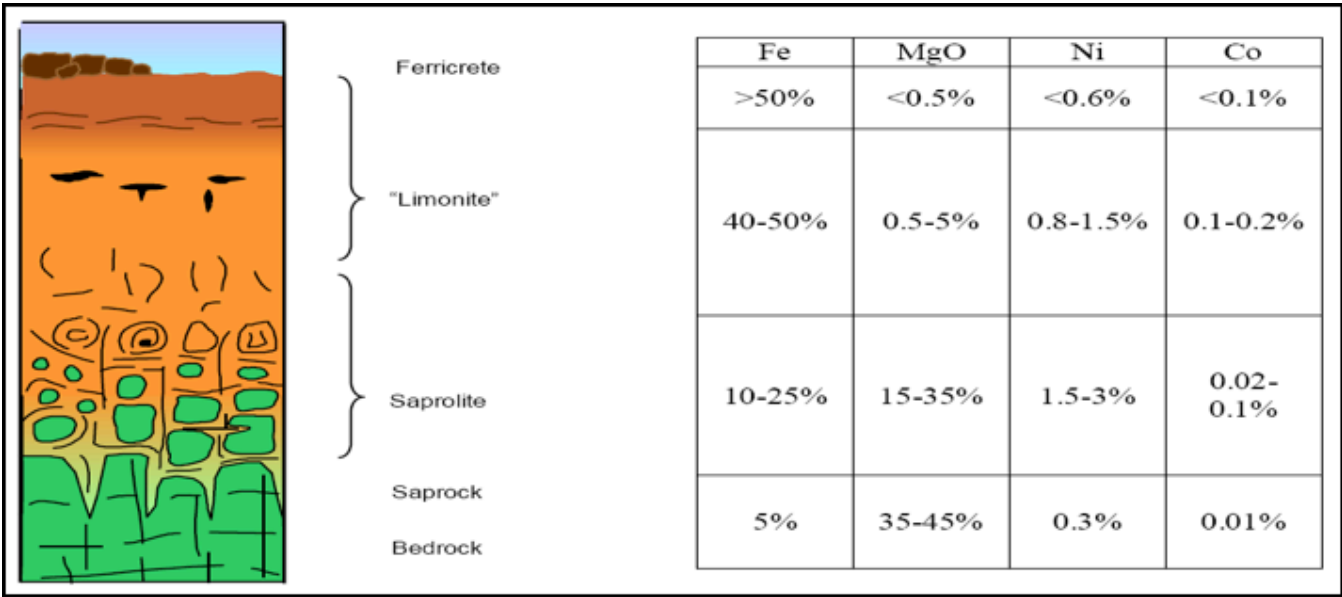 Ferricrete
"Limonite"
Saprolite
Saprock
Bedrock
Fe MgO Ni Co
>50% <0.5% <0.6% <0.1%
40-50% 0.5-5% 0.8-1.5% 0.1-0.2%
10-25% 15-35% 1.5-3% 0.02-
0.1%
5% 35-45% 0.3% 0.01%